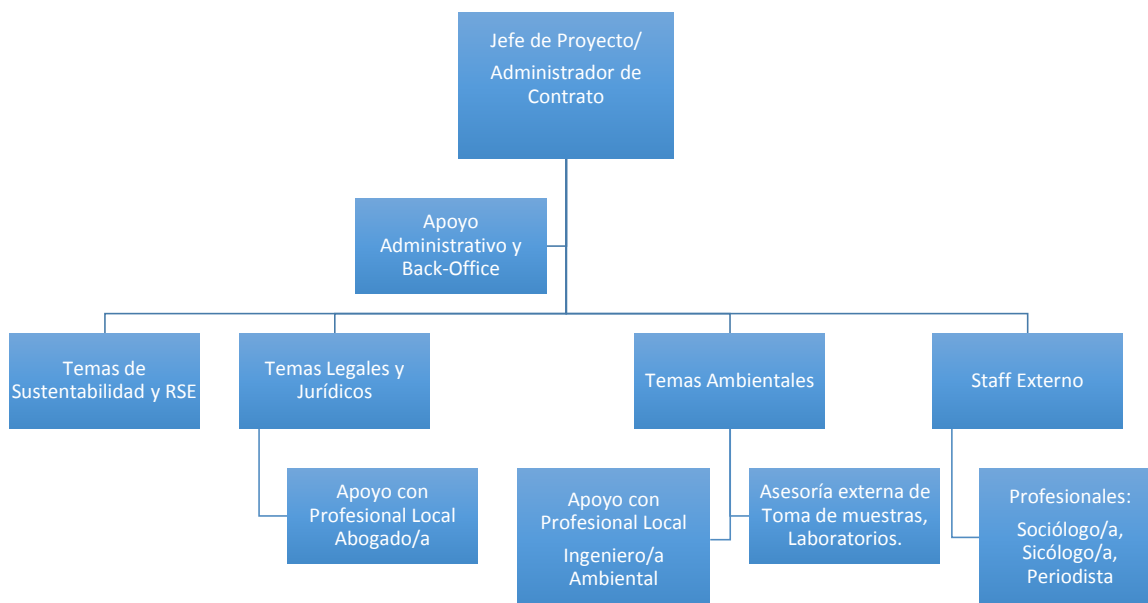 Jefe de Proyecto/
Administrador de
Contrato
Apoyo
Administrativo y
Back-Office
Temas de
Sustentabilidad y RSE
Temas Legales y
Jurídicos
Temas Ambientales
Staff Externo
Apoyo con
Profesional Local
Abogado/a
Apoyo con
Profesional Local
Ingeniero/a
Ambiental
Asesoría externa de
Toma de muestras,
Laboratorios.
Profesionales:
Sociólogo/a,
Sicólogo/a,
Periodista